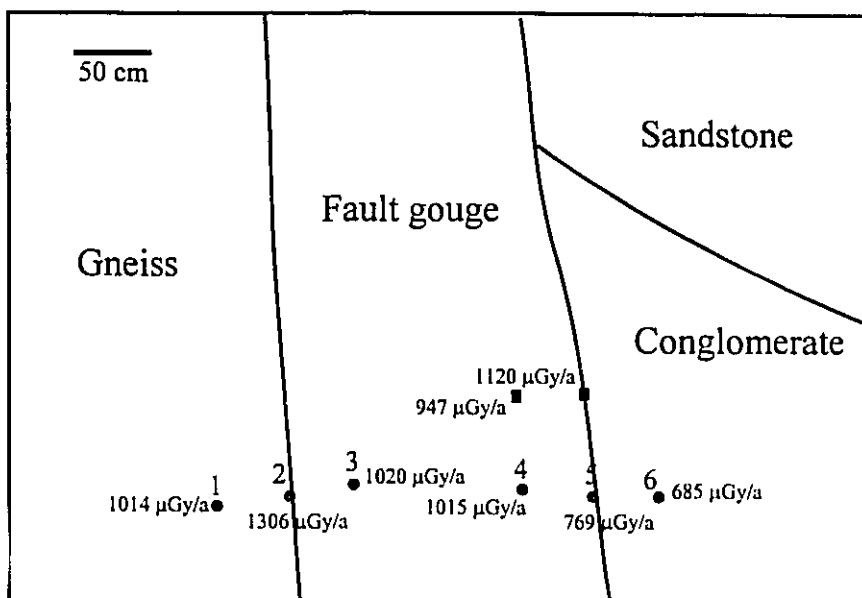 50 cm
Sandstone
Fault gouge
Gneiss
Conglomerate
1120 μGy/a
947 μGy/a
1
2
3
4
5
6
1014 μGy/a
1306 μGy/a
1020 μGy/a
1015 μGy/a
769 μGy/a
685 μGy/a